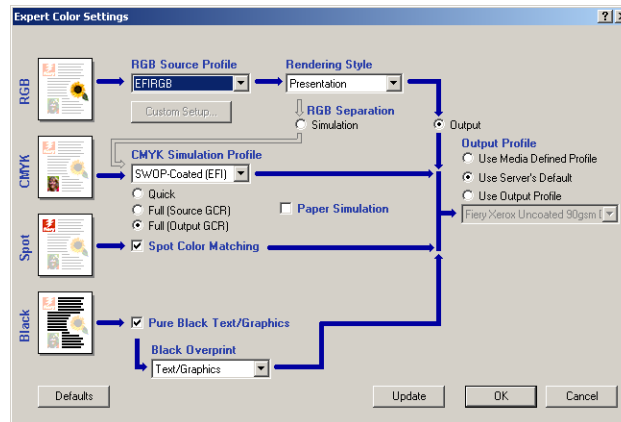 Expert Color Settings
RGB
RGB Source Profile
EFIRGB
Custom Setup...
Rendering Style
Presentation
RGB Separation
Simulation
Output
CMYK
CMYK Simulation Profile
SWOP-Coated (EFI)
Quick
Full (Source GCR)
Full (Output GCR)
Paper Simulation
Output Profile
Use Media Defined Profile
Use Server's Default
Use Output Profile
Fiery Xerox Uncoated 90gsm
Spot
Spot Color Matching
Black
Pure Black Text/Graphics
Black Overprint
Text/Graphics
Defaults
Update
OK
Cancel